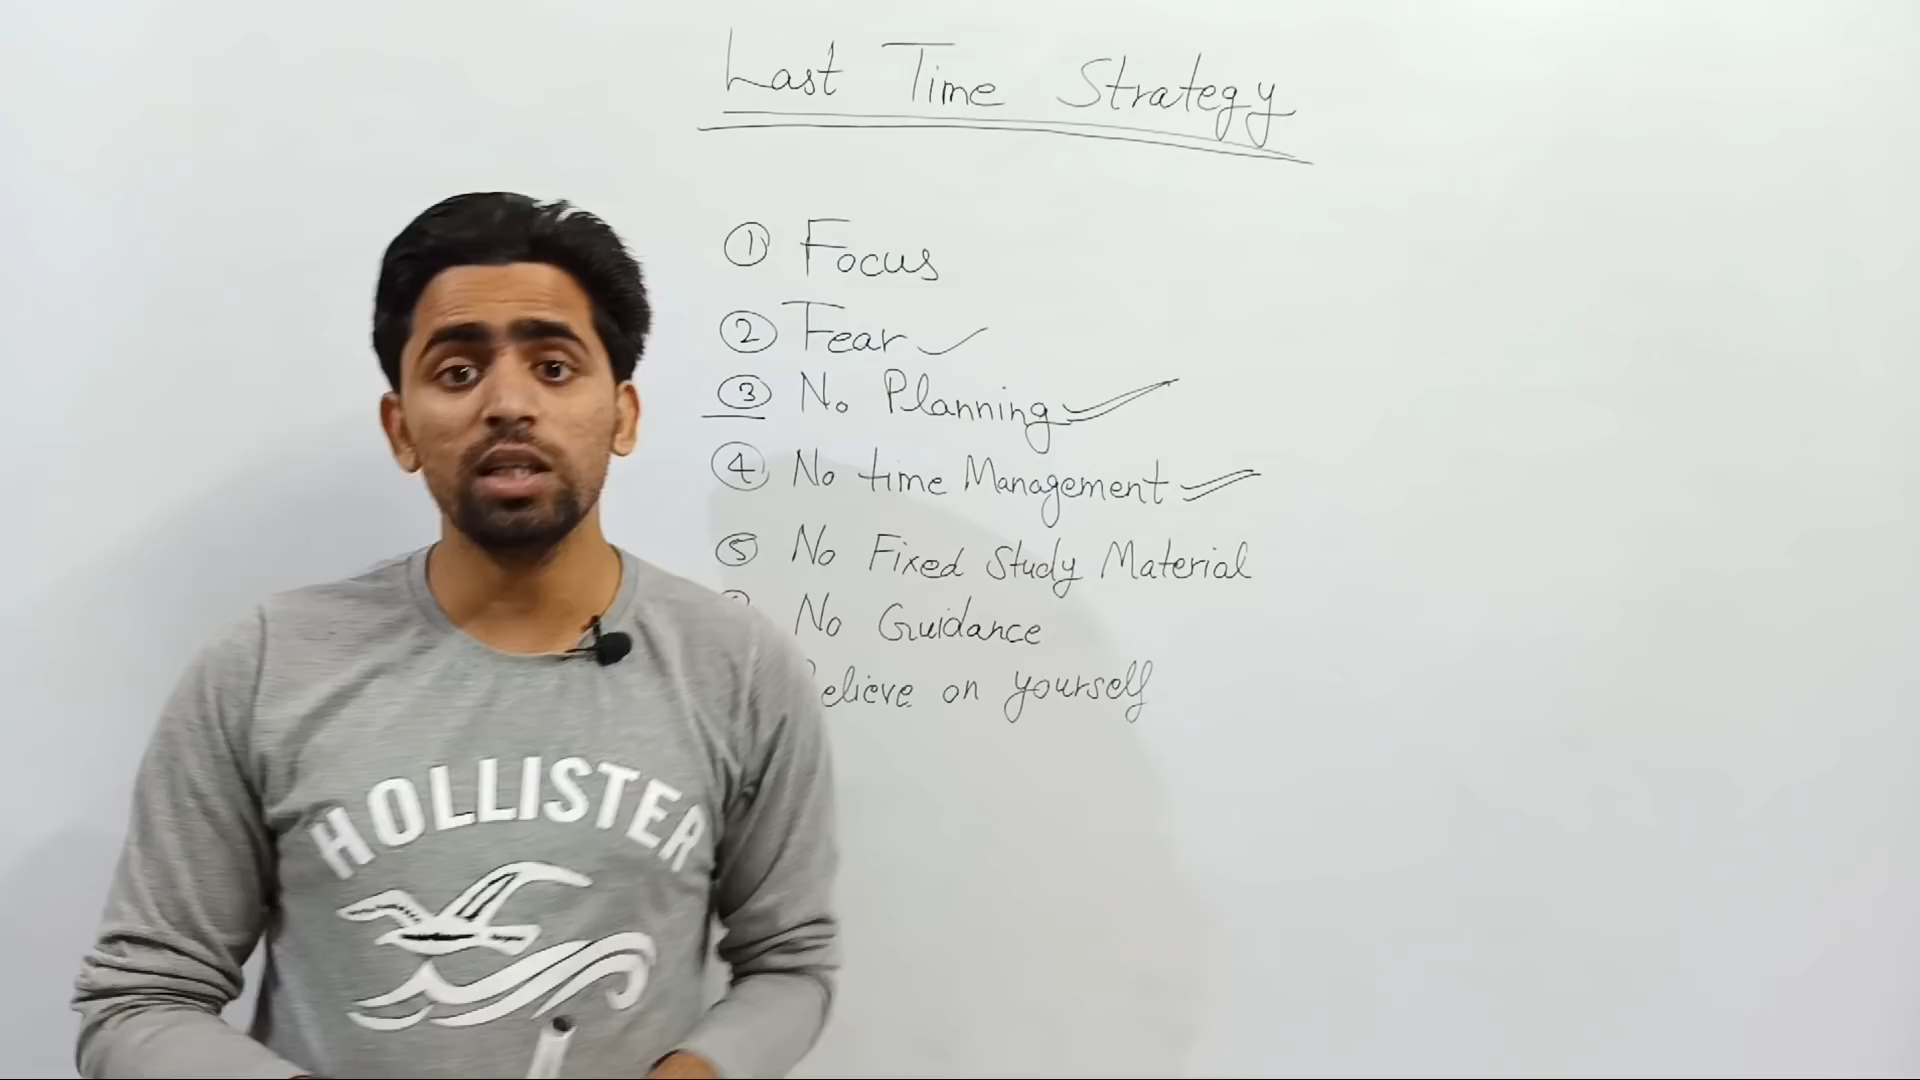 Last Time Strategy
① Focus
② Fear ✓
③ No Planning ✓
④ No time Management ✓
⑤ No Fixed Study Material
No Guidance
elieve on yourself
HOLLISTER